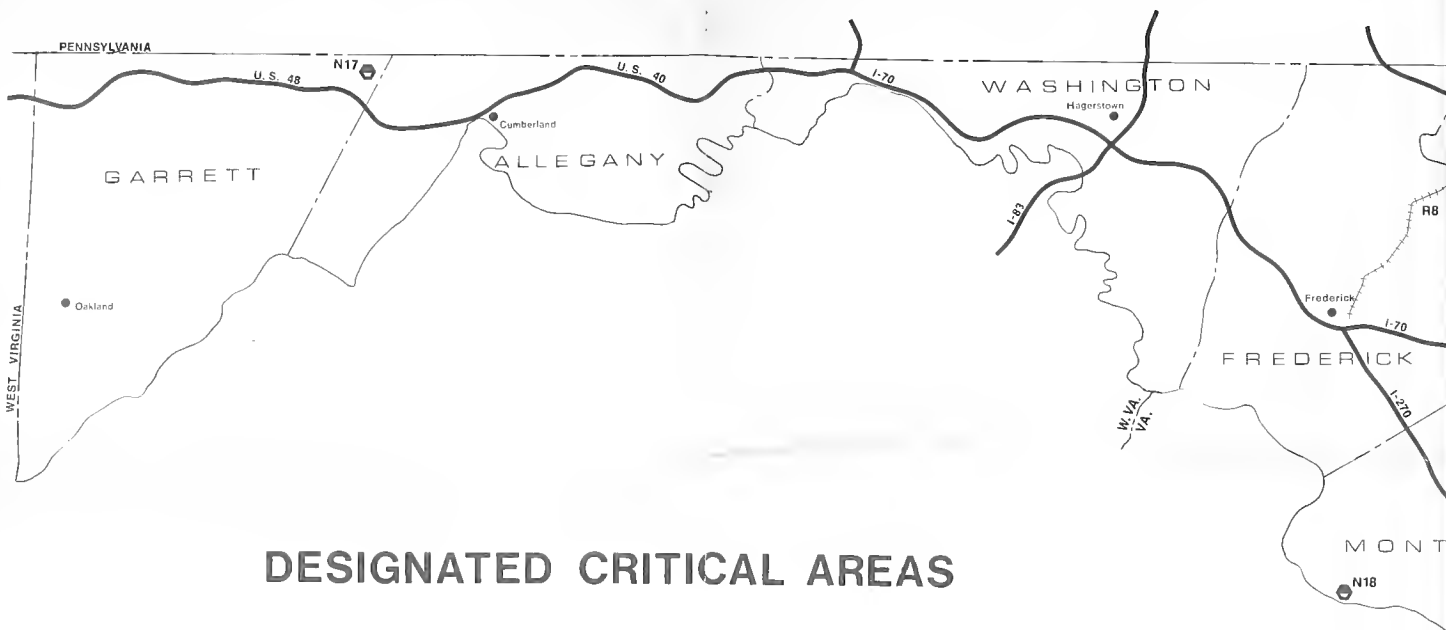 PENNSYLVANIA
N17
U. S. 48
U. S. 40
I-70
WASHINGTON
Hagerstown
Cumberland
ALLEGANY
GARRETT
I-83
R8
Oakland
WEST VIRGINIA
Frederick
I-70
FREDERICK
I-270
W. VA.
VA.
MONT
DESIGNATED CRITICAL AREAS
N18